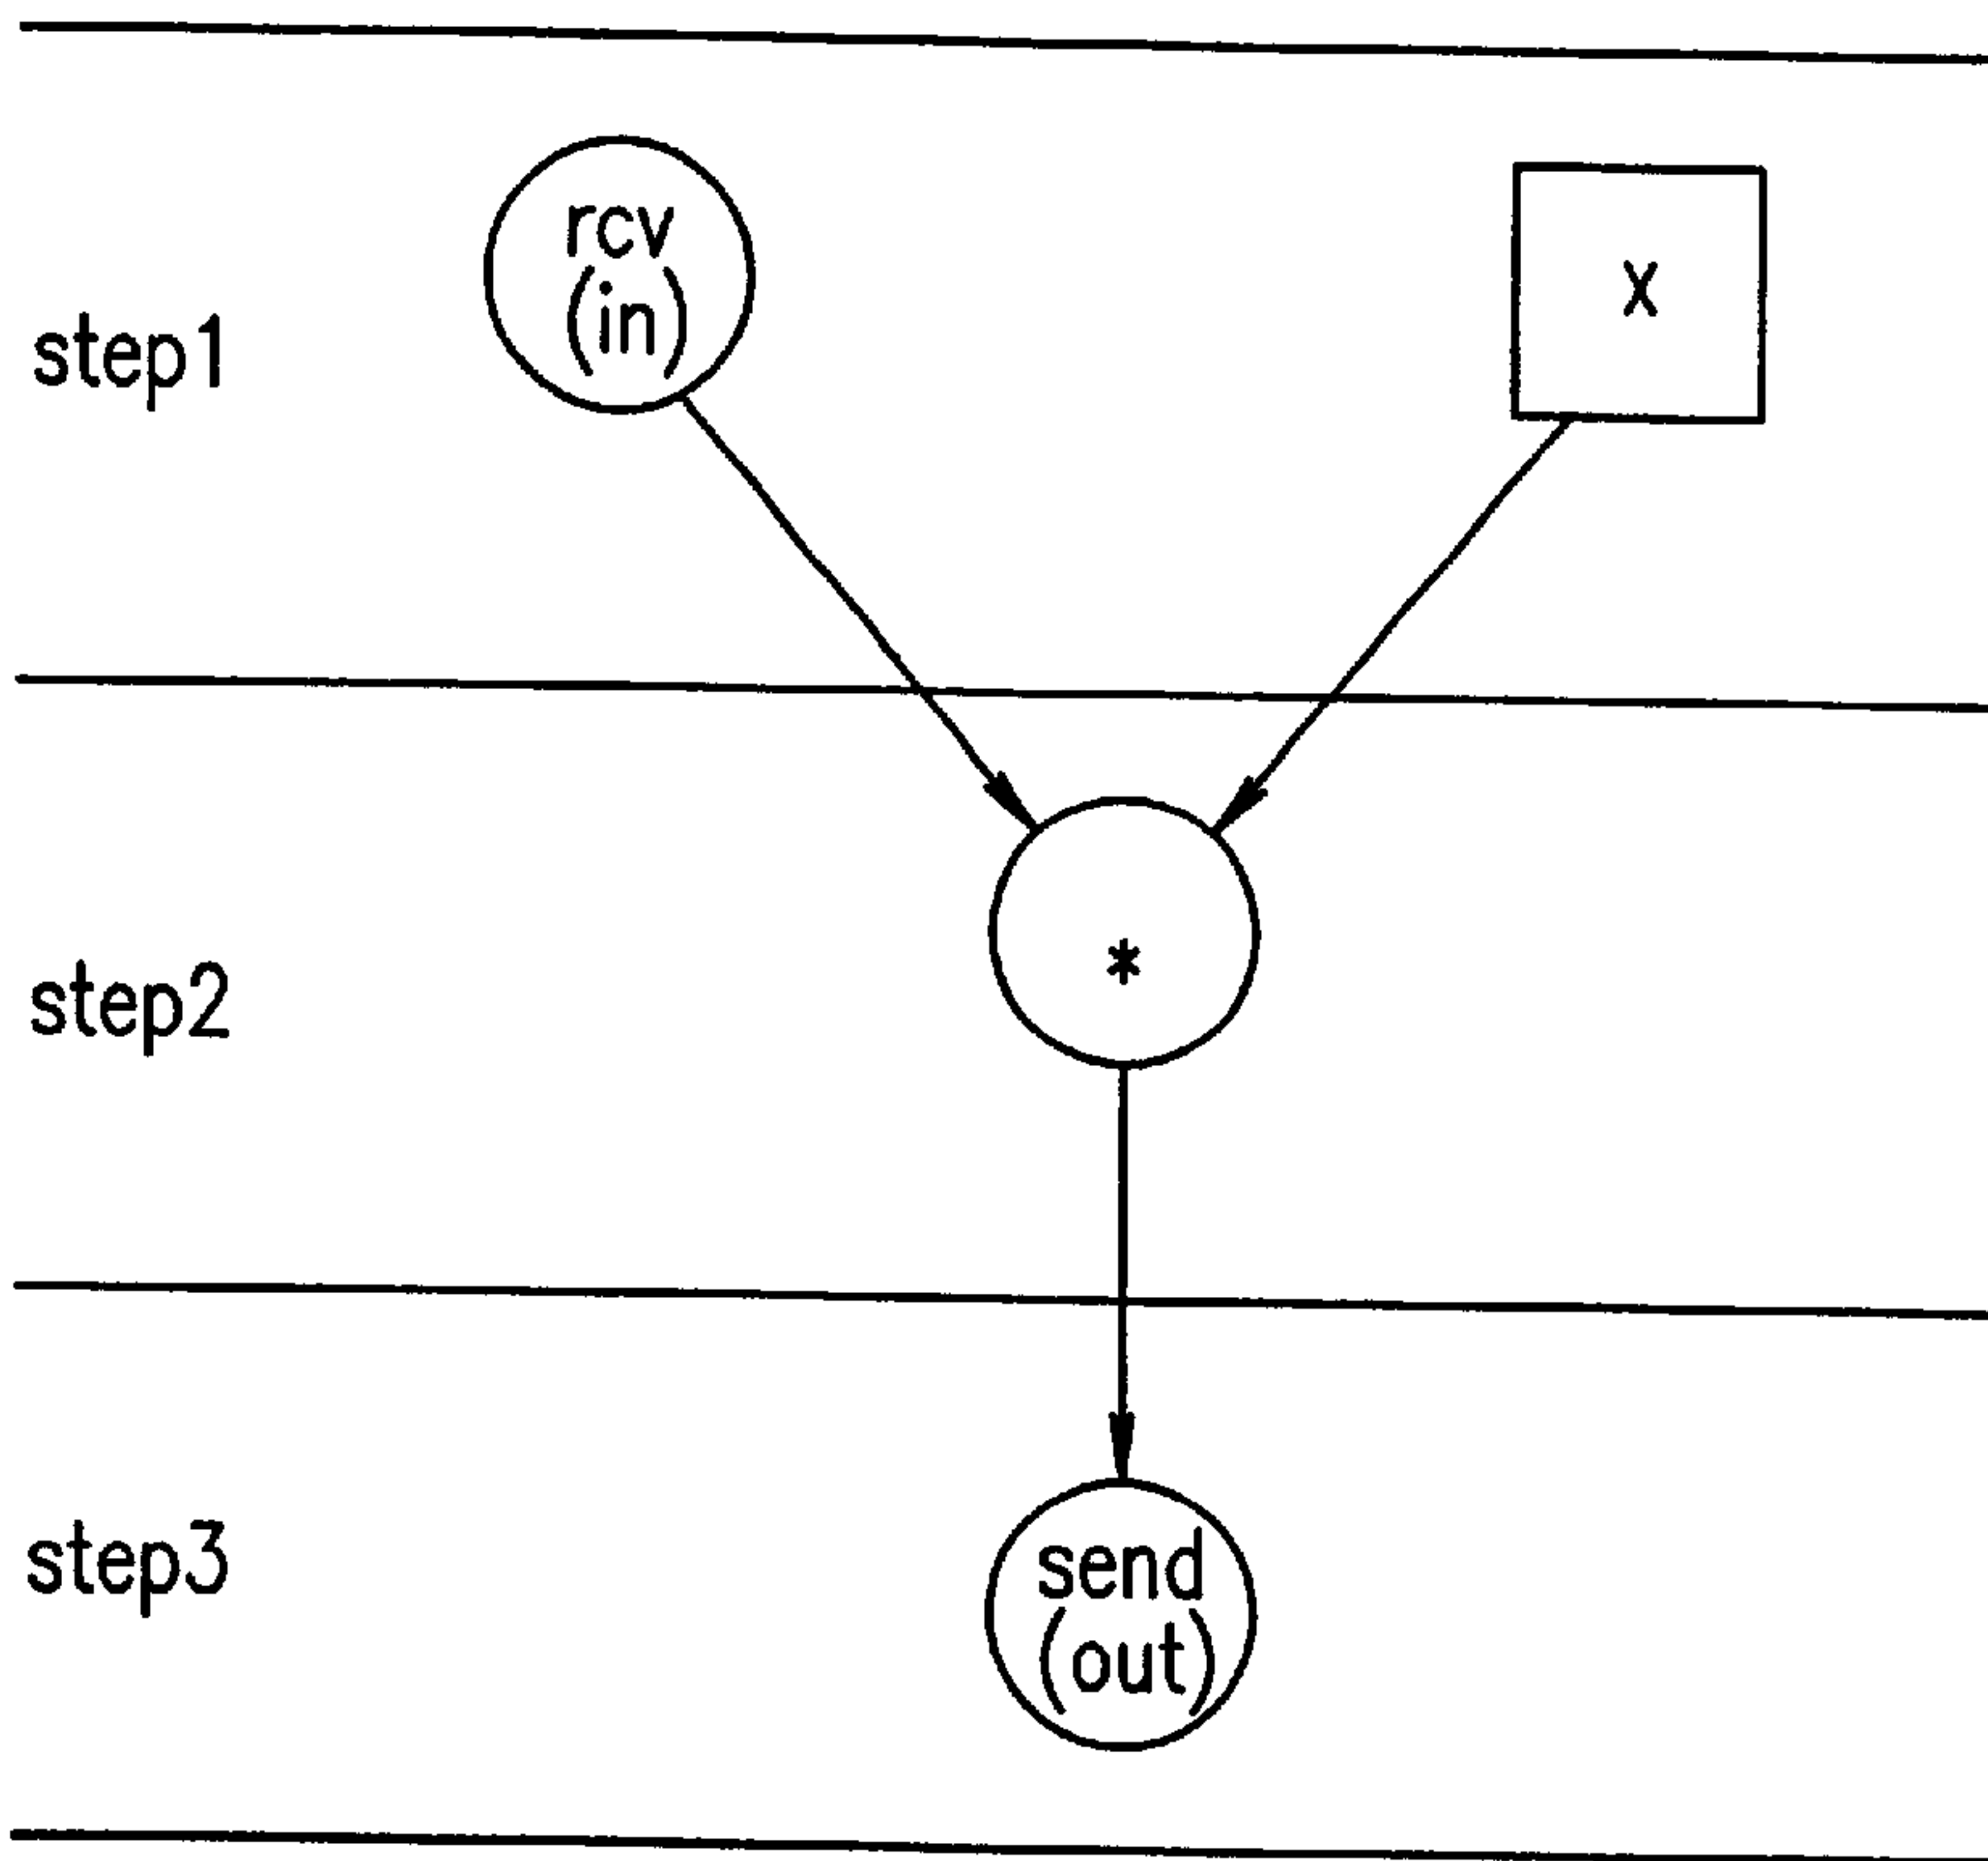 rcv
(in)
x
step1
*
step2
send
(out)
step3